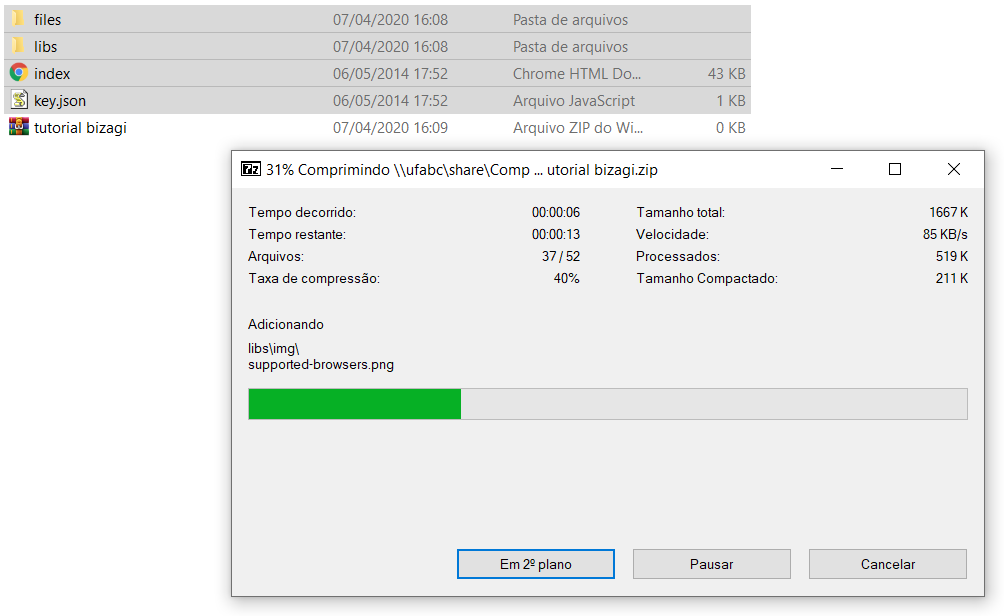 files 07/04/2020 16:08 Pasta de arquivos
libs 07/04/2020 16:08 Pasta de arquivos
index 06/05/2014 17:52 Chrome HTML Do... 43 KB
key.json 06/05/2014 17:52 Arquivo JavaScript 1 KB
tutorial bizagi 07/04/2020 16:09 Arquivo ZIP do Wi... 0 KB
7z 31% Comprimindo \\ufabc\share\Comp ... utorial bizagi.zip
Tempo decorrido: 00:00:06 Tamanho total: 1667 K
Tempo restante: 00:00:13 Velocidade: 85 KB/s
Arquivos: 37 / 52 Processados: 519 K
Taxa de compressão: 40% Tamanho Compactado: 211 K
Adicionando
libs\img\
supported-browsers.png
Em 2º plano Pausar Cancelar